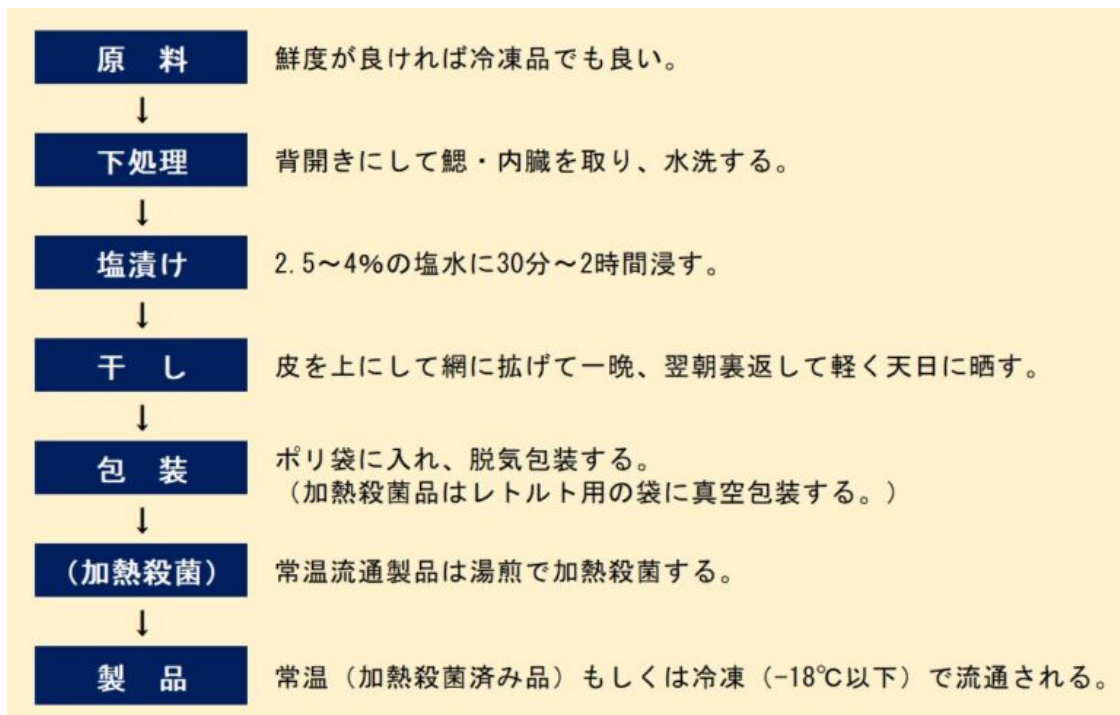 原　料
鮮度が良ければ冷凍品でも良い。
↓
下処理
背開きにして鰓・内臓を取り、水洗する。
↓
塩漬け
2.5～4%の塩水に30分～2時間浸す。
↓
干　し
皮を上にして網に拡げて一晩、翌朝裏返して軽く天日に晒す。
↓
包　装
ポリ袋に入れ、脱気包装する。
（加熱殺菌品はレトルト用の袋に真空包装する。）
↓
（加熱殺菌）
常温流通製品は湯煎で加熱殺菌する。
↓
製　品
常温（加熱殺菌済み品）もしくは冷凍（-18℃以下）で流通される。